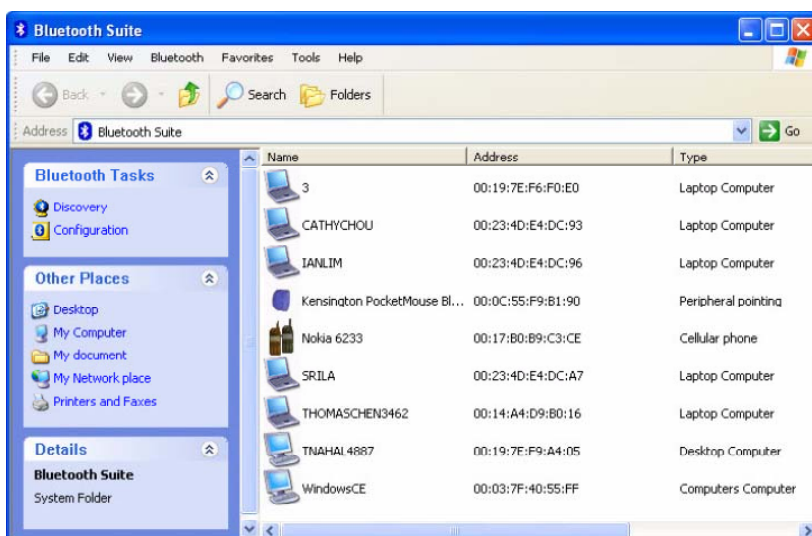 Bluetooth Suite
File Edit View Bluetooth Favorites Tools Help
Back Search Folders
Address Bluetooth Suite Go
Bluetooth Tasks
Discovery
Configuration
Other Places
Desktop
My Computer
My document
My Network place
Printers and Faxes
Details
Bluetooth Suite
System Folder
Name Address Type
3 00:19:7E:F6:F0:E0 Laptop Computer
CATHYCHOU 00:23:4D:E4:DC:93 Laptop Computer
IANLIM 00:23:4D:E4:DC:96 Laptop Computer
Kensington PocketMouse Bl... 00:0C:55:F9:B1:90 Peripheral pointing
Nokia 6233 00:17:B0:B9:C3:CE Cellular phone
SRILA 00:23:4D:E4:DC:A7 Laptop Computer
THOMASCHEN3462 00:14:A4:D9:B0:16 Laptop Computer
TNAHAL4887 00:19:7E:F9:A4:05 Desktop Computer
WindowsCE 00:03:7F:40:55:FF Computers Computer